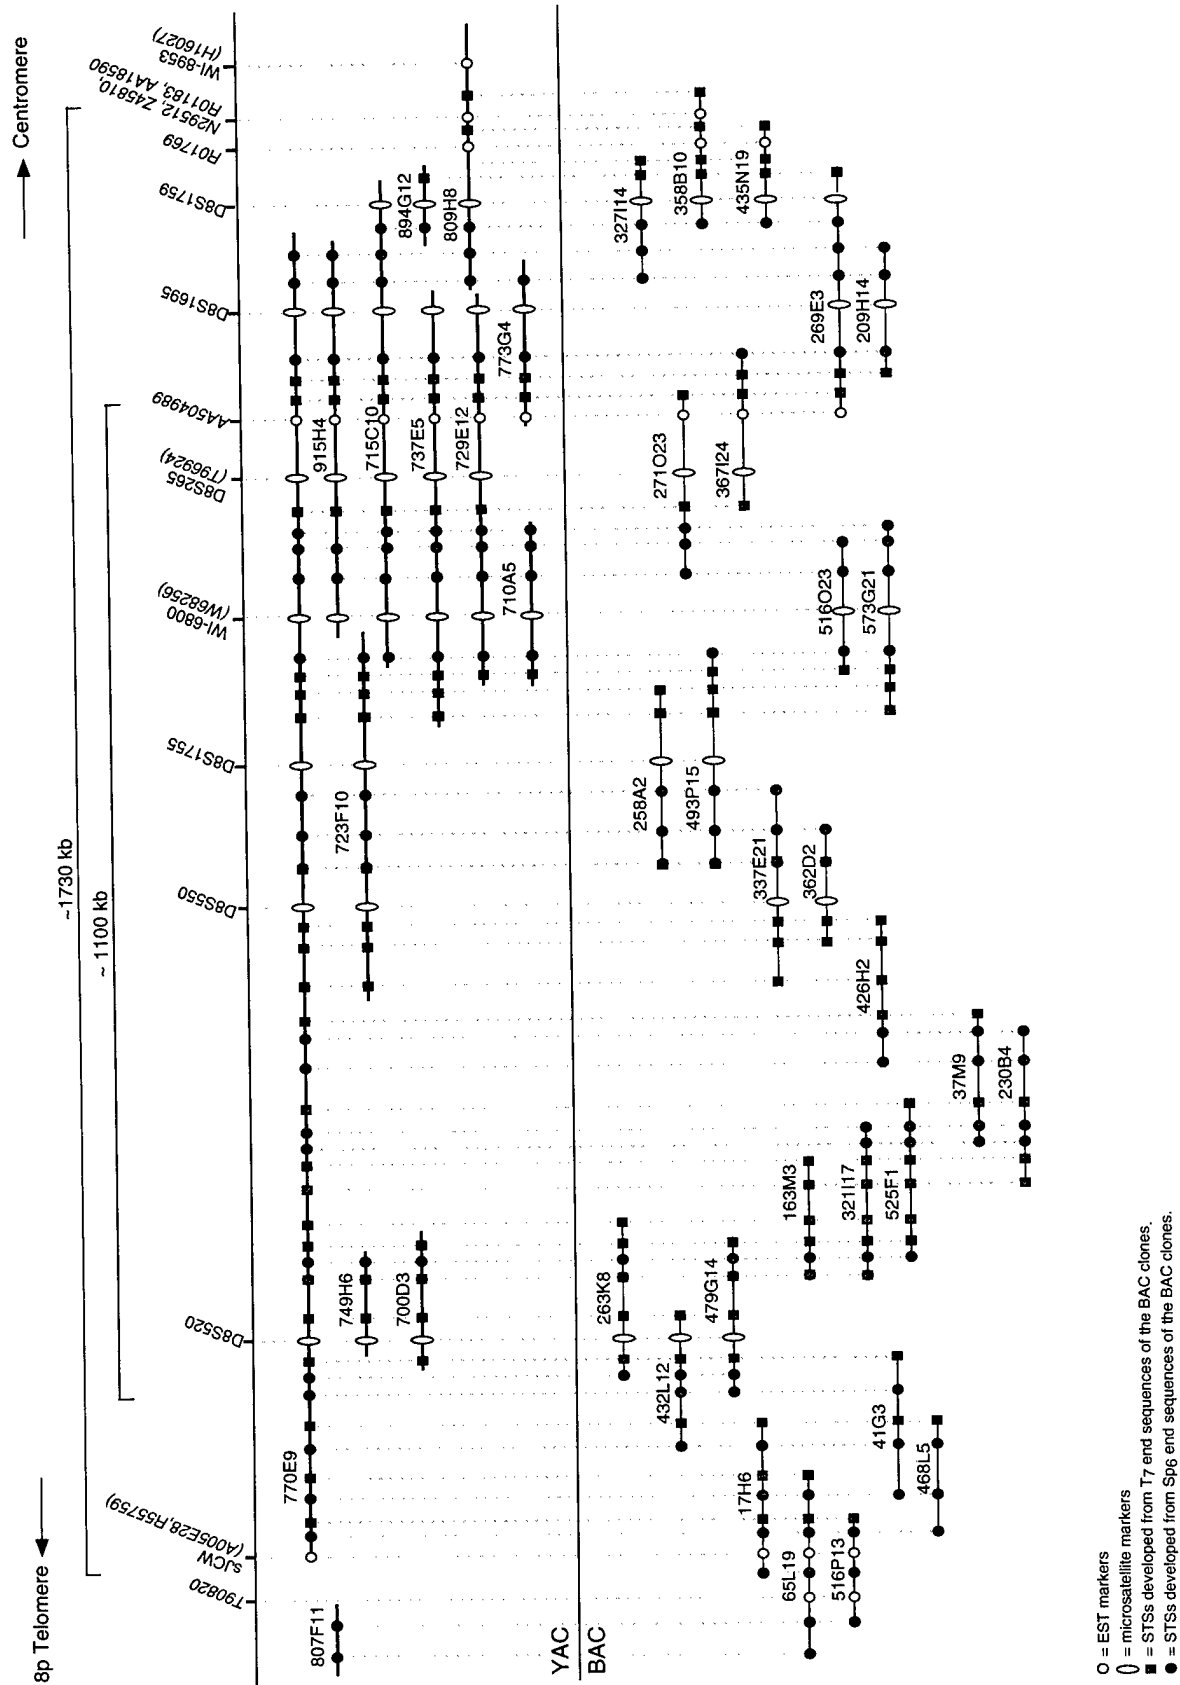 8p Telomere
Centromere
~1730 kb
~ 1100 kb
T90820
sJCW
(A005E28,R55759)
D8S520
D8S550
D8S1755
WI-6800
(W68256)
D8S265
(T96924)
AA504989
D8S1695
D8S1759
R01769
N29512, Z45810,
R01183, AA18590
WI-8953
(H16027)
807F11
770E9
749H6
700D3
723F10
710A5
915H4
715C10
737E5
729E12
773G4
894G12
809H8
YAC
BAC
65L19
516P13
17H6
468L5
41G3
432L12
263K8
479G14
163M3
321I17
525F1
37M9
230B4
426H2
337E21
362D2
258A2
493P15
516O23
573G21
271O23
367I24
269E3
209H14
327I14
358B10
435N19
= EST markers
= microsatellite markers
= STSs developed from T7 end sequences of the BAC clones.
= STSs developed from Sp6 end sequences of the BAC clones.